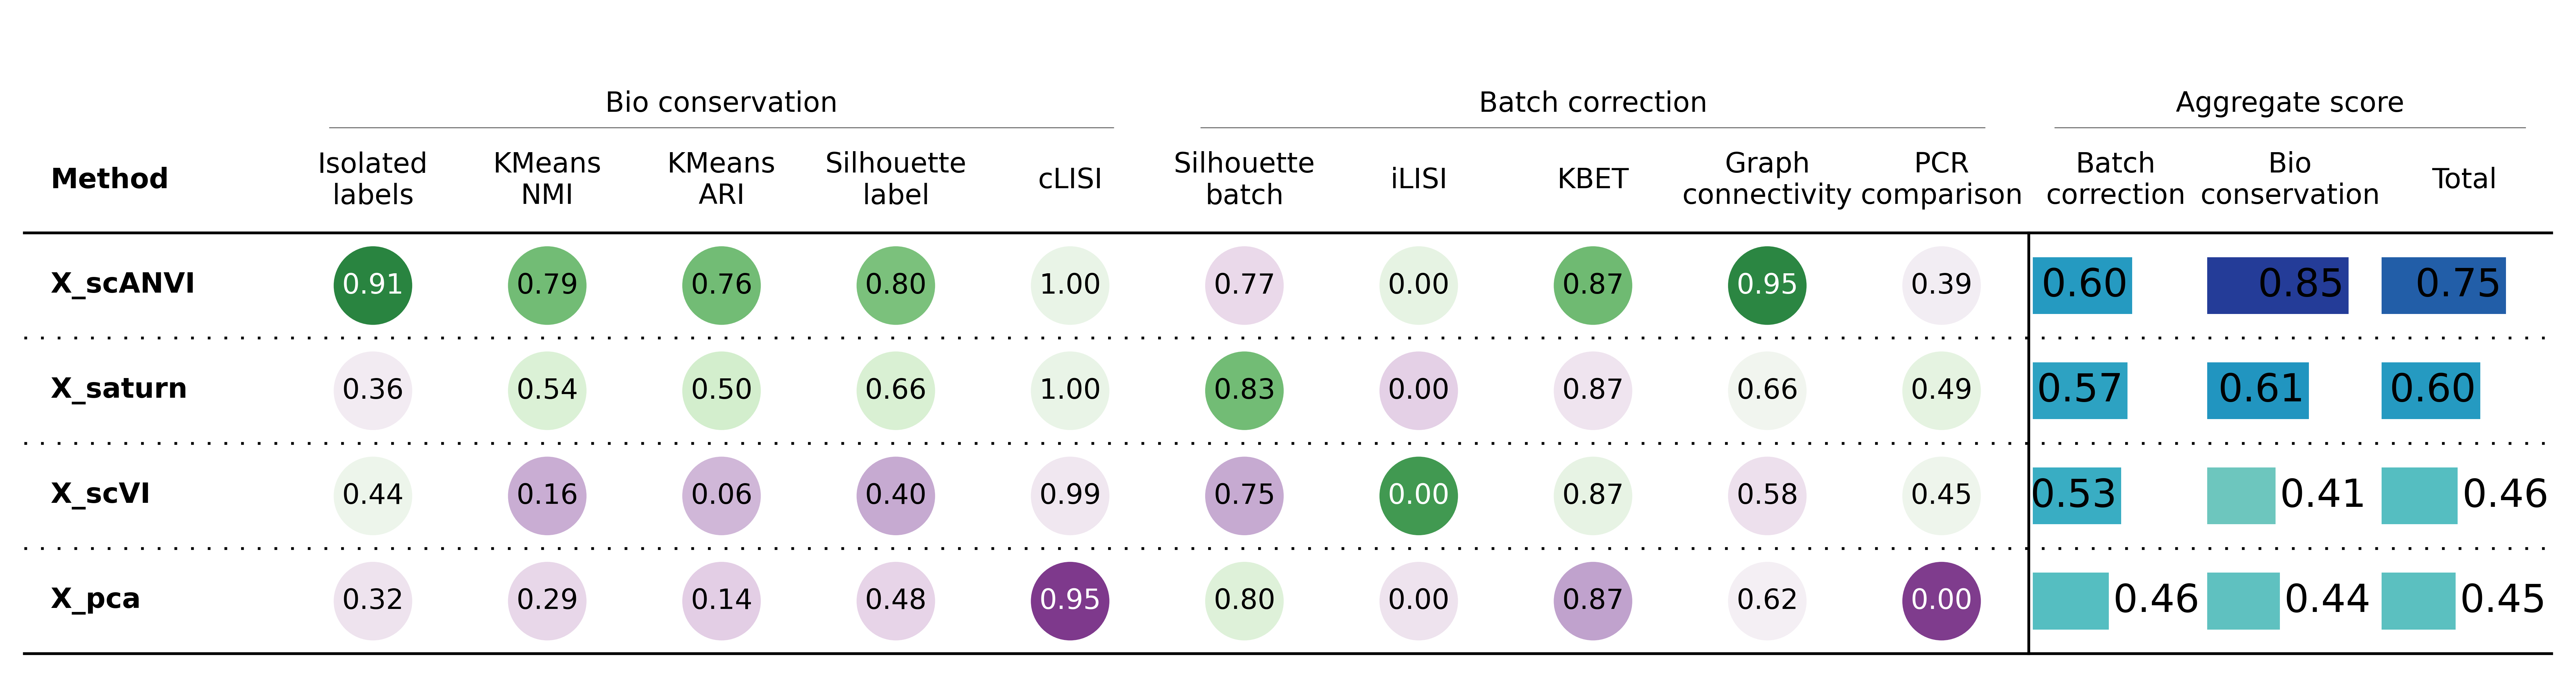 Bio conservation Batch correction Aggregate score
Method Isolated labels KMeans NMI KMeans ARI Silhouette label cLISI Silhouette batch iLISI KBET Graph connectivity PCR comparison Batch correction Bio conservation Total
X_scANVI 0.91 0.79 0.76 0.80 1.00 0.77 0.00 0.87 0.95 0.39 0.60 0.85 0.75
X_saturn 0.36 0.54 0.50 0.66 1.00 0.83 0.00 0.87 0.66 0.49 0.57 0.61 0.60
X_scVI 0.44 0.16 0.06 0.40 0.99 0.75 0.00 0.87 0.58 0.45 0.53 0.41 0.46
X_pca 0.32 0.29 0.14 0.48 0.95 0.80 0.00 0.87 0.62 0.00 0.46 0.44 0.45